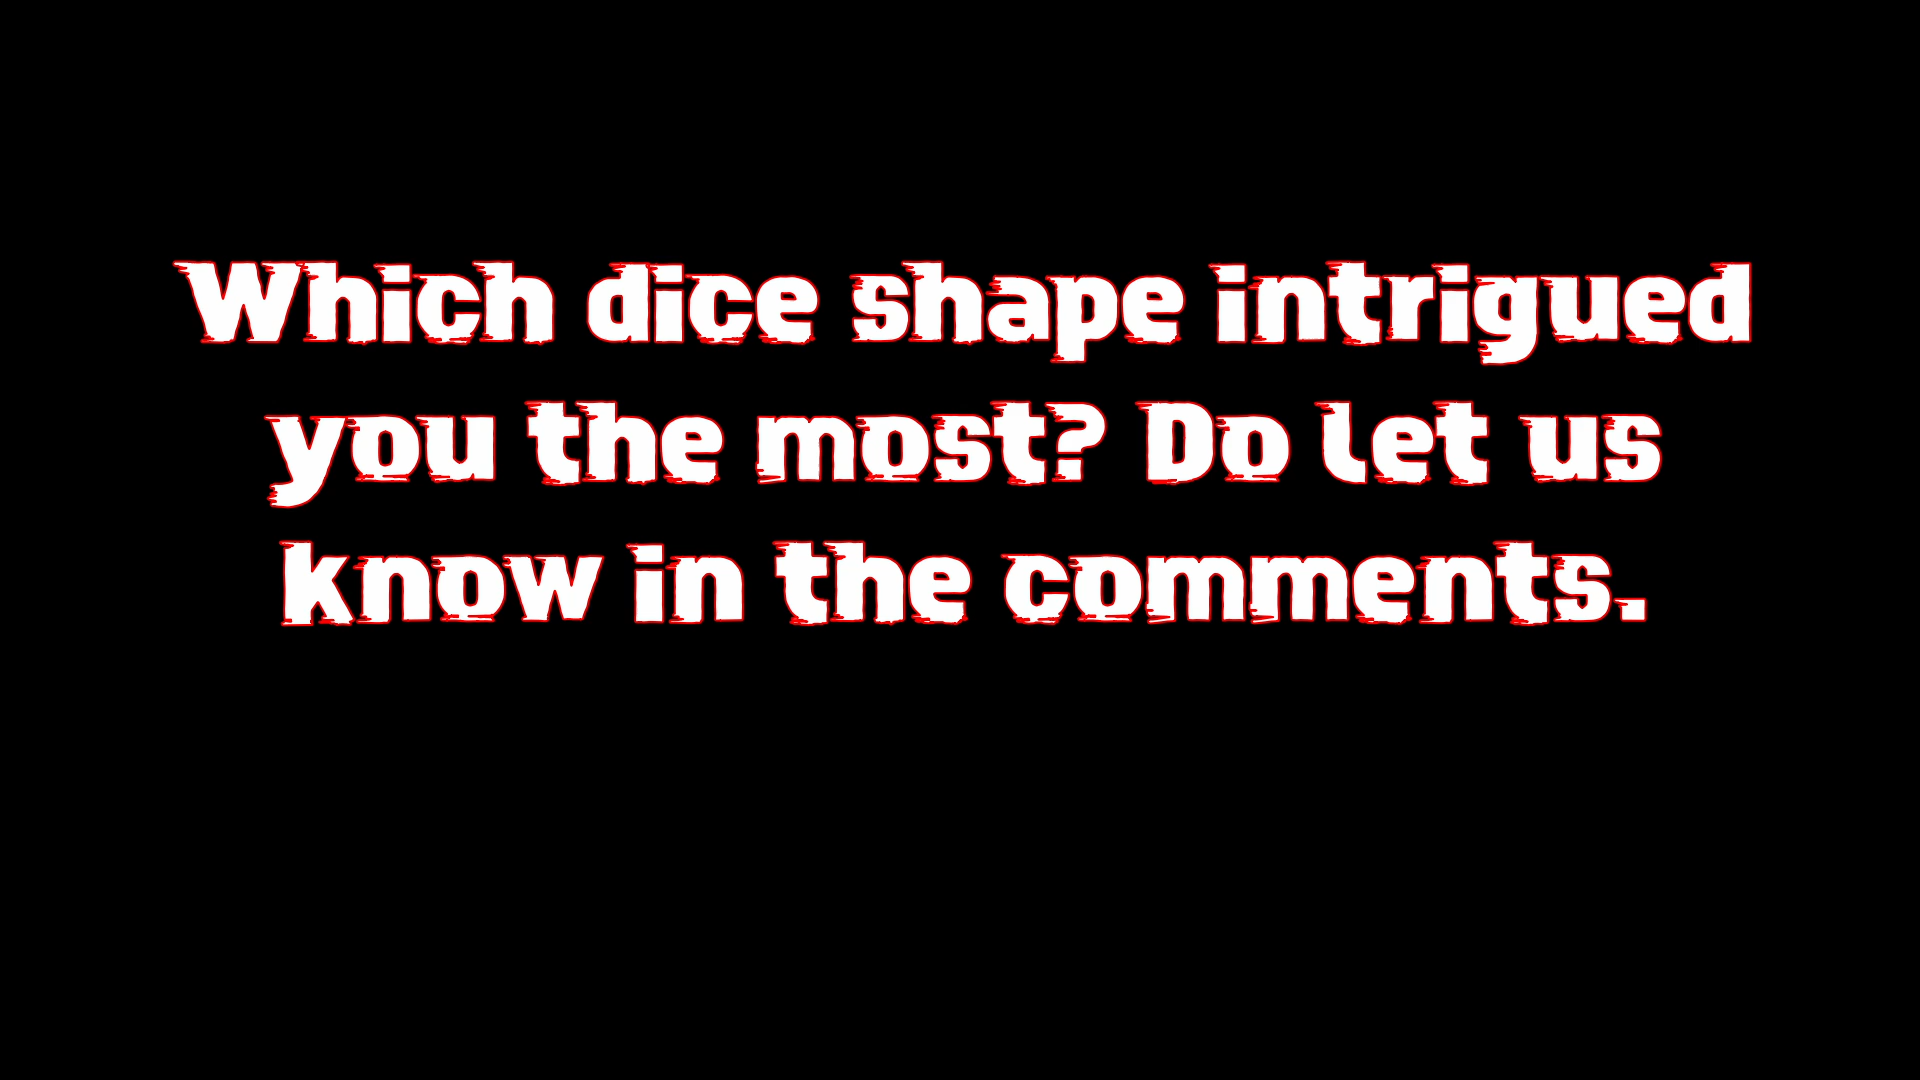 Which dice shape intrigued
you the most? Do let us
know in the comments.